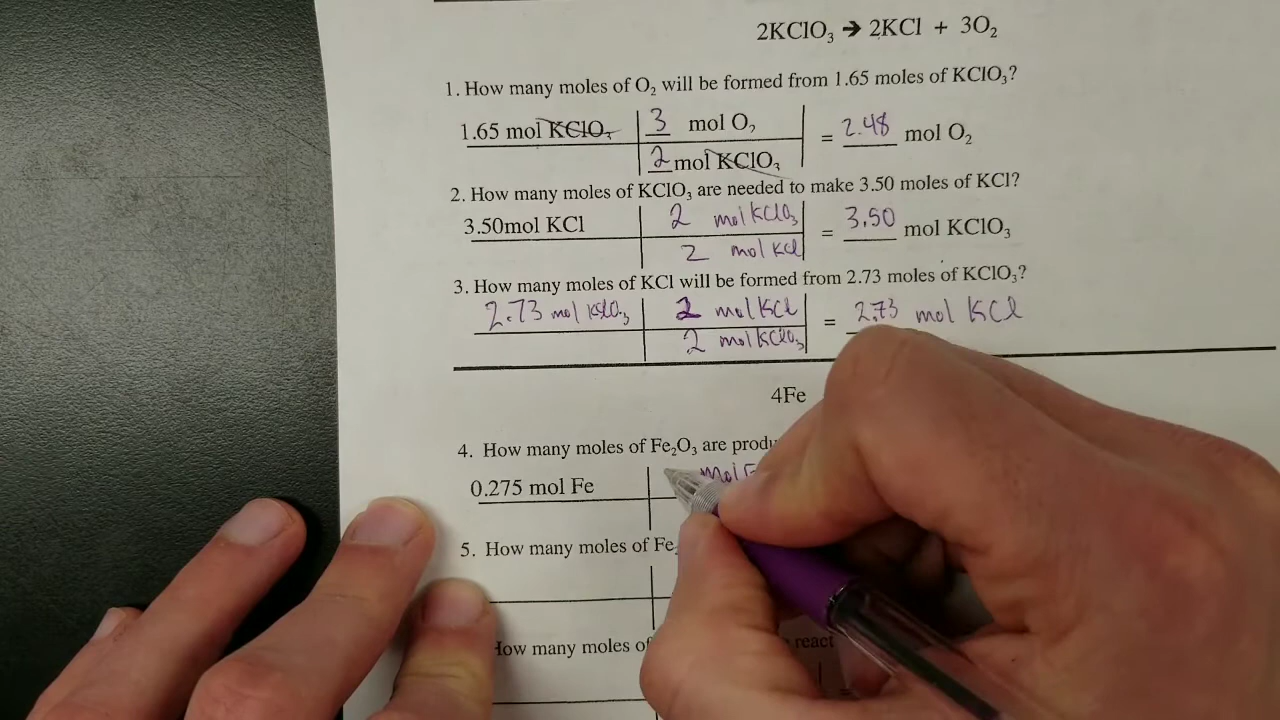 2KClO₃ ➔ 2KCl + 3O₂
1. How many moles of O₂ will be formed from 1.65 moles of KClO₃?
1.65 mol KClO₃ 3 mol O₂ = 2.48 mol O₂
2 mol KClO₃
2. How many moles of KClO₃ are needed to make 3.50 moles of KCl?
3.50mol KCl 2 mol KClO₃ = 3.50 mol KClO₃
2 mol KCl
3. How many moles of KCl will be formed from 2.73 moles of KClO₃?
2.73 mol KClO₃ 2 mol KCl = 2.73 mol KCl
2 mol KClO₃
4Fe
4. How many moles of Fe₂O₃ are
0.275 mol Fe mol
5. How many moles of
How many moles of react
=